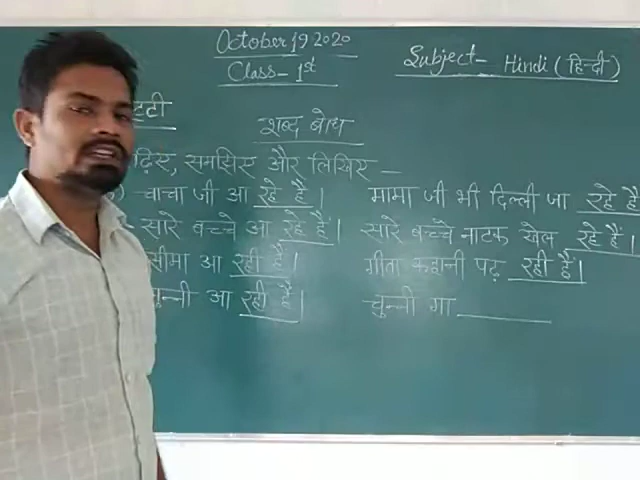 October 19 2020
Class- 1st
Subject- Hindi (हिन्दी)
ट्टी
शब्द बोध
ढ़िए, समझिए और लिखिए –
चाचा जी आ रहे हैं। मामा जी भी दिल्ली जा रहे हैं
सारे बच्चे आ रहे हैं। सारे बच्चे नाटक खेल रहे हैं।
सीमा आ रही है। गीता कहानी पढ़ रही है।
चुन्नी आ रही है। चुन्नी गा ________